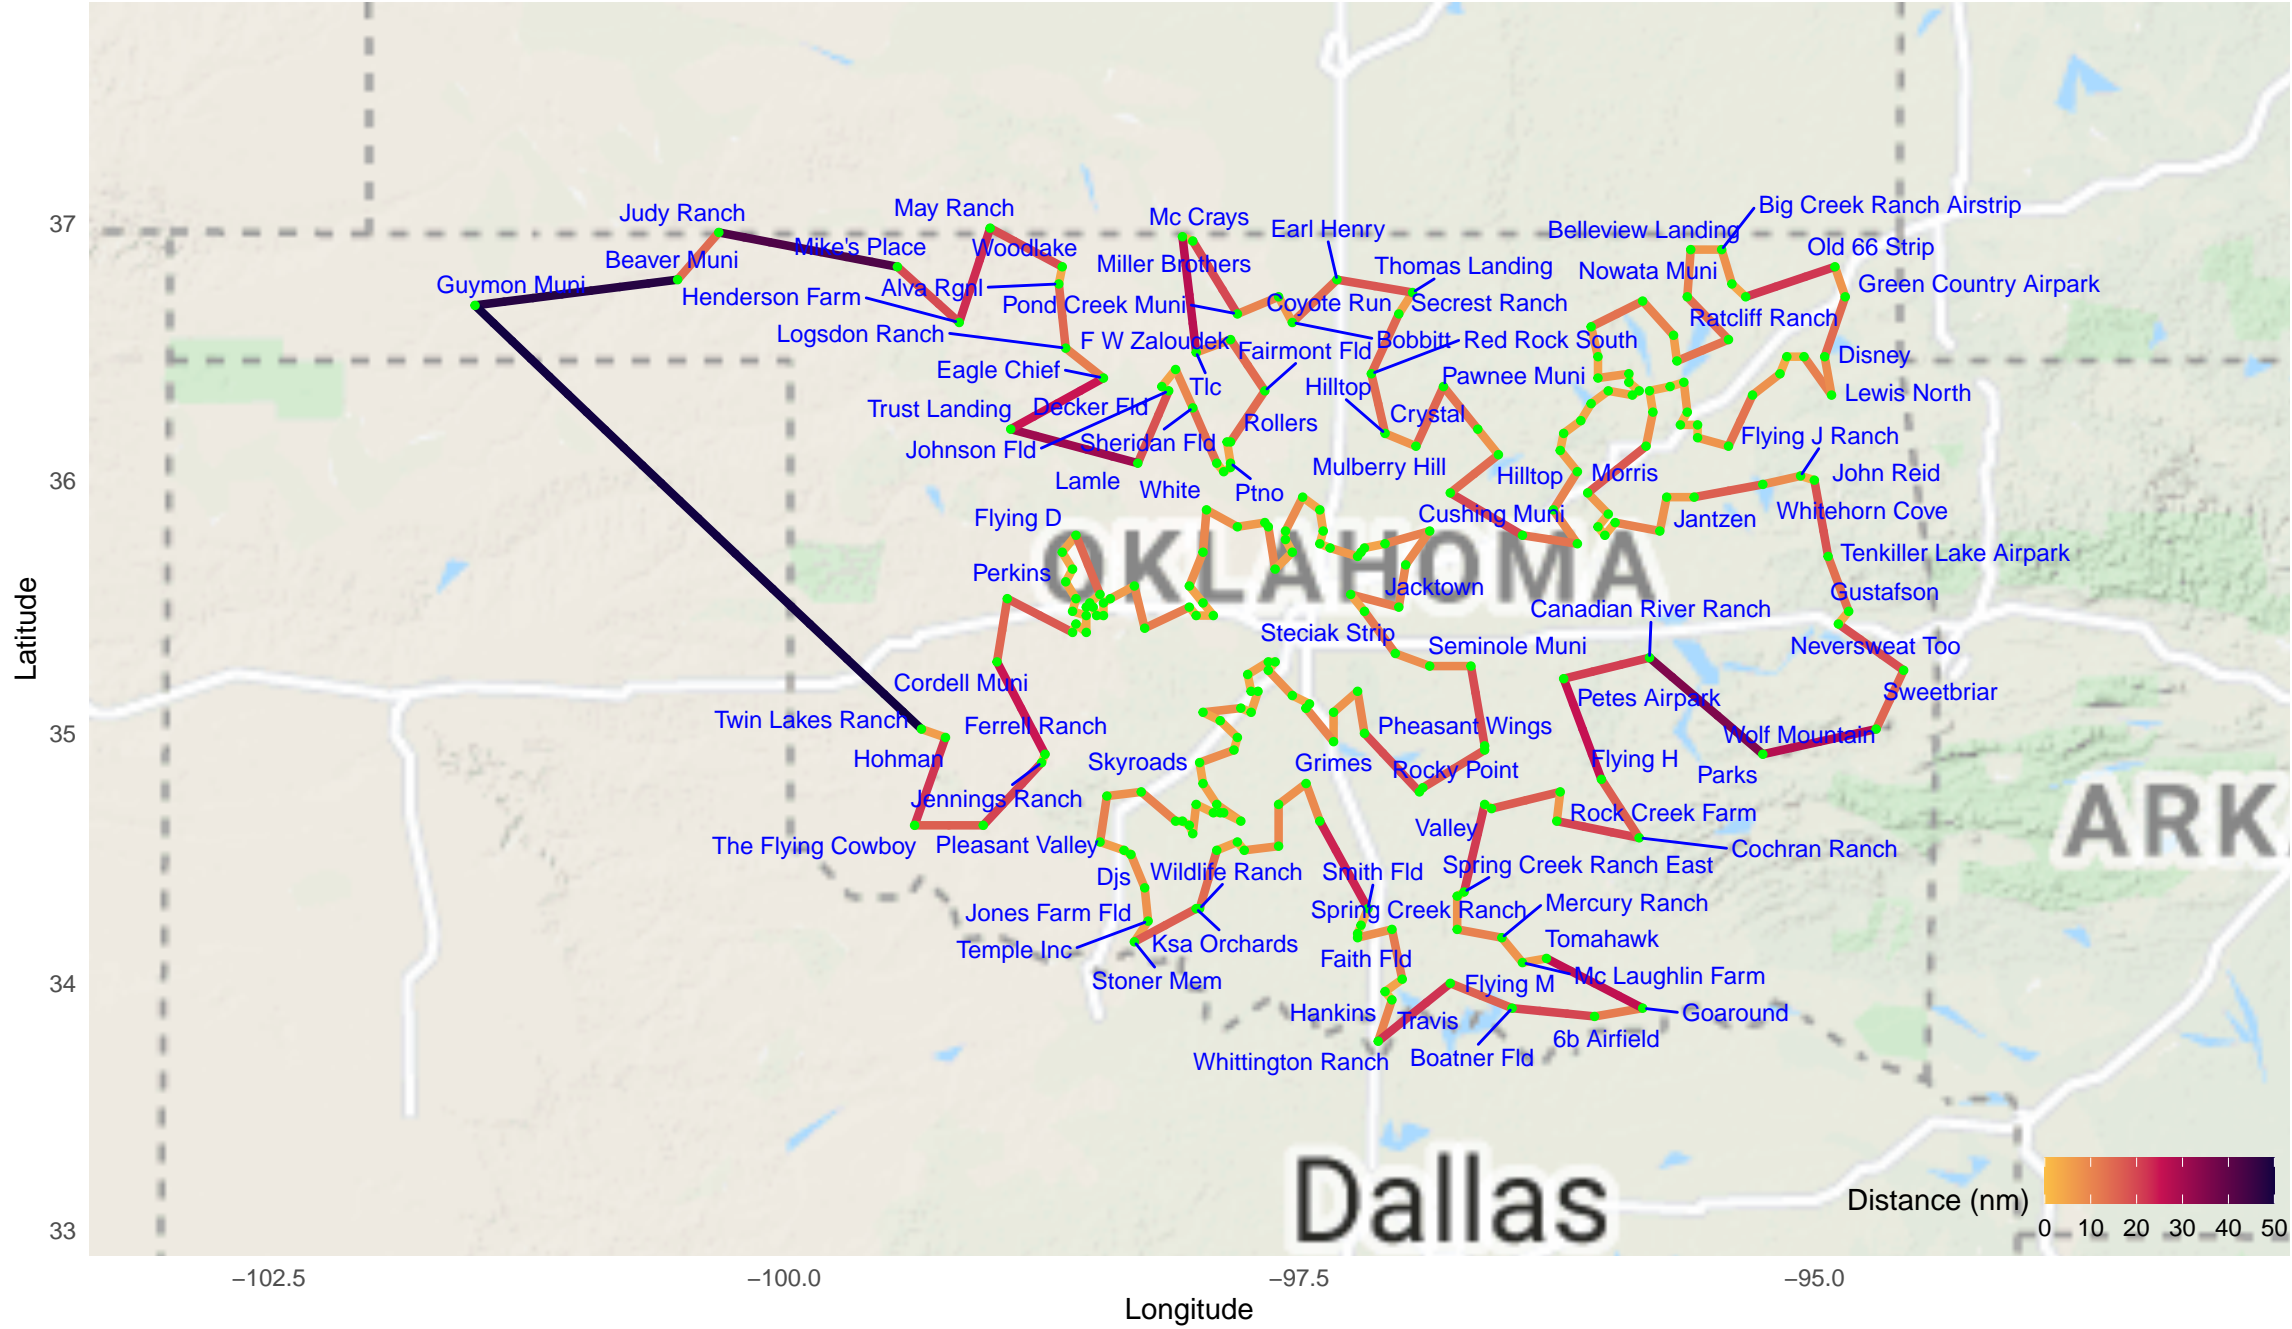 Big Creek Ranch Airstrip
May Ranch
Judy Ranch
Mc Crays
Earl Henry
Belleview Landing
37
Mike's Place
Woodlake
Old 66 Strip
Beaver Muni
Miller Brothers
Thomas Landing
Nowata Muni
Guymon Muni
Henderson Farm
Alva Rgnl
Green Country Airpark
Pond Creek Muni
Coyote Run
Secrest Ranch
Ratcliff Ranch
Logsdon Ranch
F W Zaloudek
Fairmont Fld
Bobbitt
Red Rock South
Disney
Eagle Chief
Tlc
Hilltop
Pawnee Muni
Lewis North
Trust Landing
Decker Fld
Crystal
Rollers
Flying J Ranch
Johnson Fld
Sheridan Fld
Mulberry Hill
36
Lamle
White
Ptno
Hilltop
Morris
John Reid
Flying D
Cushing Muni
Jantzen
Whitehorn Cove
OKLAHOMA
Tenkiller Lake Airpark
Perkins
Jacktown
Gustafson
Canadian River Ranch
Steciak Strip
Seminole Muni
Neversweat Too
Latitude
Cordell Muni
Petes Airpark
Sweetbriar
Twin Lakes Ranch
Ferrell Ranch
Pheasant Wings
35
Wolf Mountain
Hohman
Skyroads
Grimes
Rocky Point
Flying H
Parks
Jennings Ranch
Valley
Rock Creek Farm
ARK
The Flying Cowboy
Pleasant Valley
Cochran Ranch
Djs
Wildlife Ranch
Smith Fld
Spring Creek Ranch East
Jones Farm Fld
Spring Creek Ranch
Mercury Ranch
Temple Inc
Ksa Orchards
Faith Fld
Tomahawk
Stoner Mem
Flying M
Mc Laughlin Farm
34
Hankins
Travis
Goaround
Whittington Ranch
Boatner Fld
6b Airfield
Dallas
Distance (nm)
0 10 20 30 40 50
33
−102.5 −100.0 −97.5 −95.0
Longitude